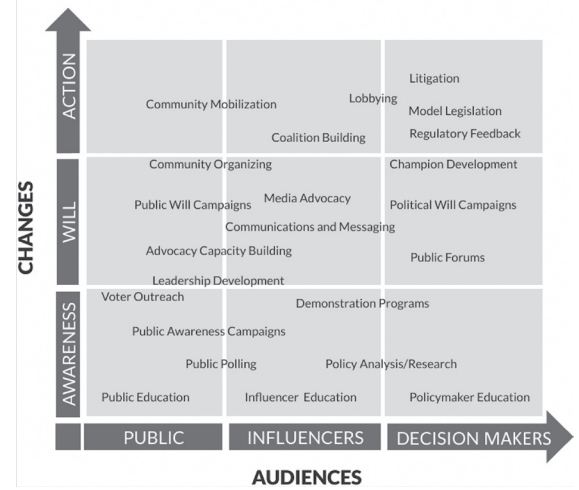 CHANGES
ACTION
Litigation
Lobbying
Community Mobilization
Model Legislation
Regulatory Feedback
Coalition Building
WILL
Community Organizing
Champion Development
Media Advocacy
Public Will Campaigns
Political Will Campaigns
Communications and Messaging
Advocacy Capacity Building
Public Forums
Leadership Development
AWARENESS
Voter Outreach
Demonstration Programs
Public Awareness Campaigns
Public Polling
Policy Analysis/Research
Public Education
Influencer Education
Policymaker Education
PUBLIC
INFLUENCERS
DECISION MAKERS
AUDIENCES